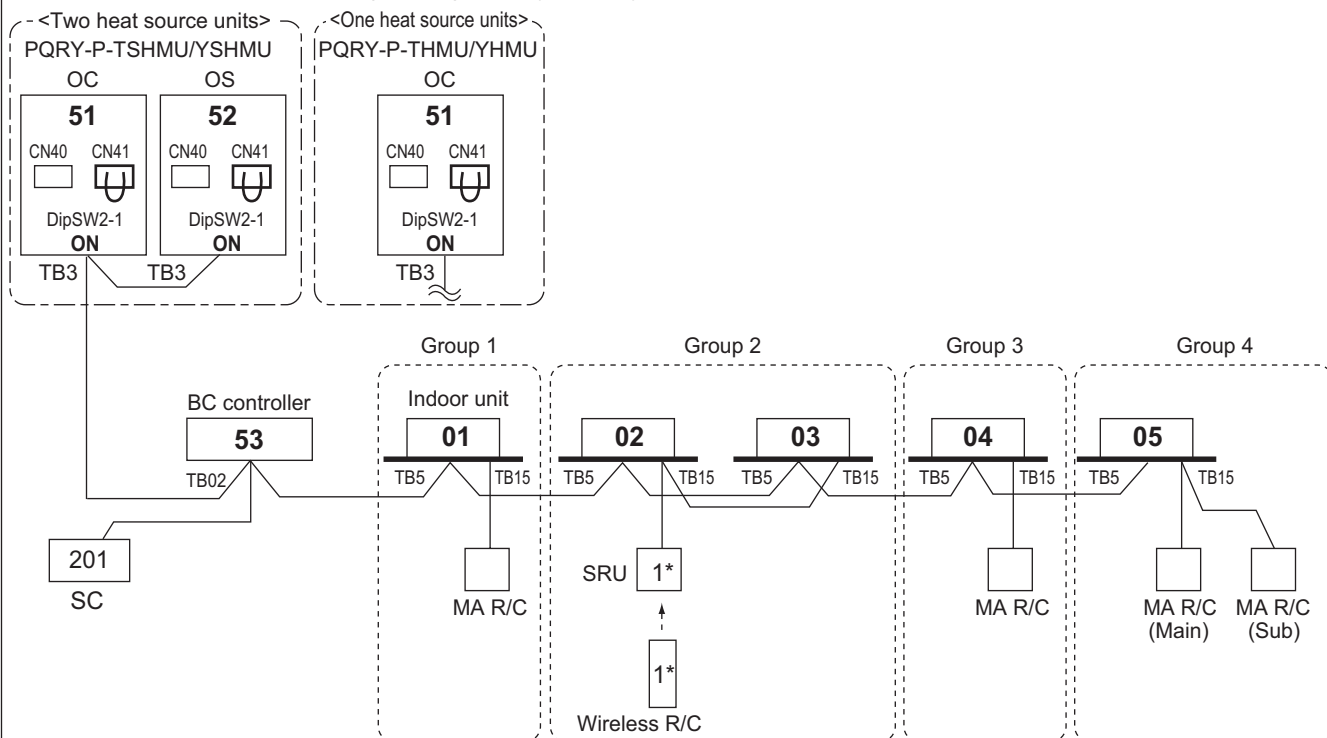 <Two heat source units>
PQRY-P-TSHMU/YSHMU
OC OS
51 52
CN40 CN41 CN40 CN41
DipSW2-1 DipSW2-1
ON ON
TB3 TB3
<One heat source units>
PQRY-P-THMU/YHMU
OC
51
CN40 CN41
DipSW2-1
ON
TB3
Group 1 Group 2 Group 3 Group 4
BC controller
53
TB02
201
SC
Indoor unit
01
TB5 TB15
MA R/C
02 03
TB5 TB15 TB5 TB15
SRU 1*
1*
Wireless R/C
04
TB5 TB15
MA R/C
05
TB5 TB15
MA R/C MA R/C
(Main) (Sub)